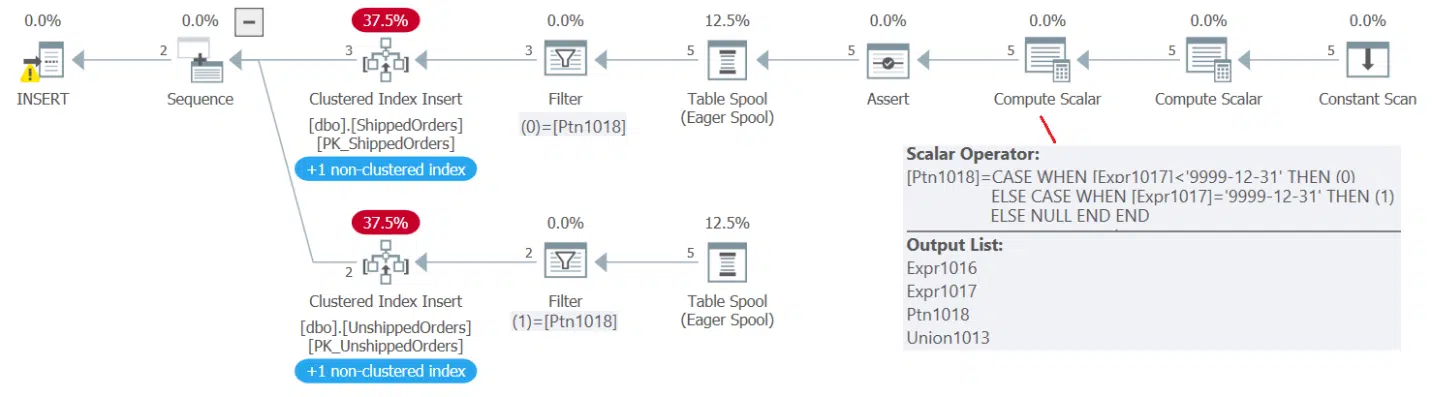 0.0% 37.5% 0.0% 12.5% 0.0% 0.0% 0.0% 0.0%
2 3 3 5 5 5 5 5
INSERT Sequence Clustered Index Insert Filter Table Spool Assert Compute Scalar Compute Scalar Constant Scan
(Eager Spool)
[dbo].[ShippedOrders] (0)=[Ptn1018]
[PK_ShippedOrders]
+1 non-clustered index
Scalar Operator:
[Ptn1018]=CASE WHEN [Expr1017]<'9999-12-31' THEN (0)
ELSE CASE WHEN [Expr1017]='9999-12-31' THEN (1)
ELSE NULL END END
Output List:
Expr1016
Expr1017
Ptn1018
Union1013
37.5% 0.0% 12.5%
2 2 5
Clustered Index Insert Filter Table Spool
(Eager Spool)
[dbo].[UnshippedOrders] (1)=[Ptn1018]
[PK_UnshippedOrders]
+1 non-clustered index